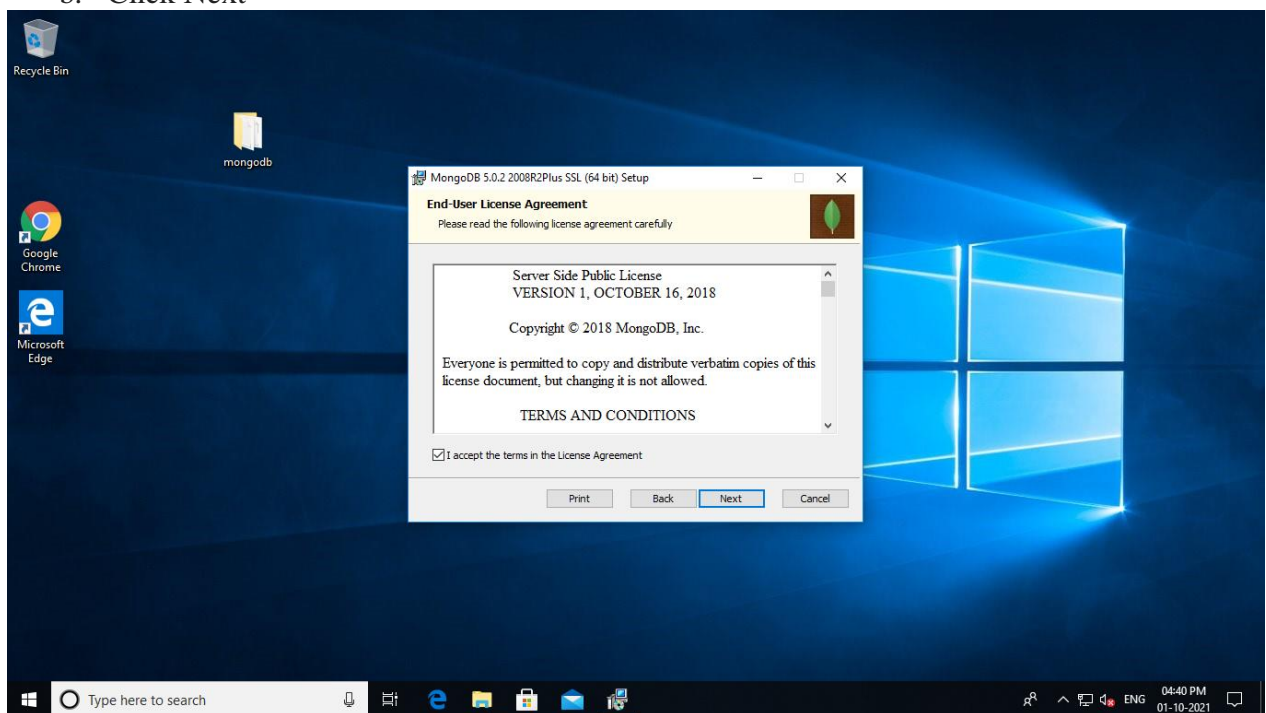 Click Next
Recycle Bin
mongodb
Google
Chrome
Microsoft
Edge
MongoDB 5.0.2 2008R2Plus SSL (64 bit) Setup
End-User License Agreement
Please read the following license agreement carefully
Server Side Public License
VERSION 1, OCTOBER 16, 2018
Copyright © 2018 MongoDB, Inc.
Everyone is permitted to copy and distribute verbatim copies of this
license document, but changing it is not allowed.
TERMS AND CONDITIONS
I accept the terms in the License Agreement
Print Back Next Cancel
Type here to search
ENG
04:40 PM
01-10-2021